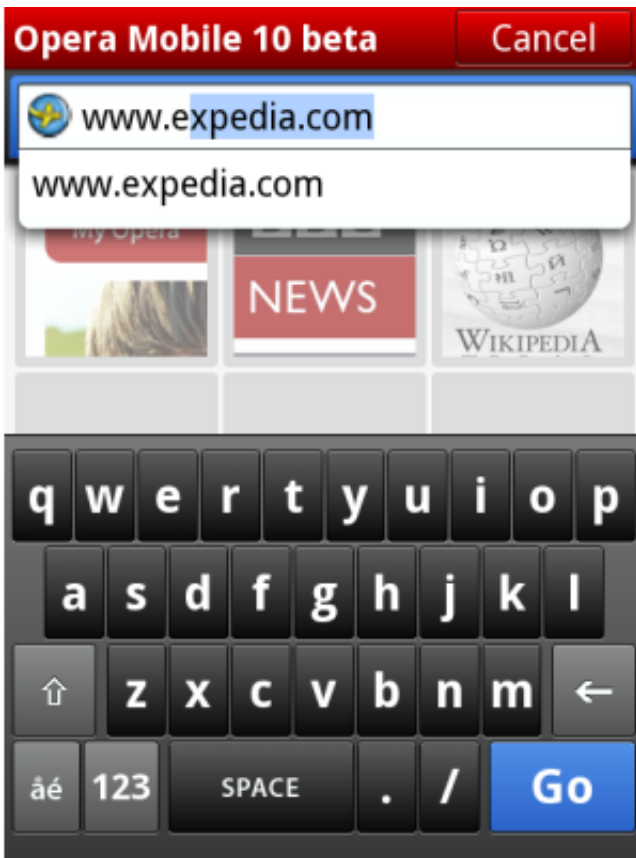 Opera Mobile 10 beta Cancel
www.expedia.com
www.expedia.com
My Opera
NEWS
WIKIPEDIA
q w e r t y u i o p
a s d f g h j k l
⇧ z x c v b n m ←
åé 123 SPACE . / Go